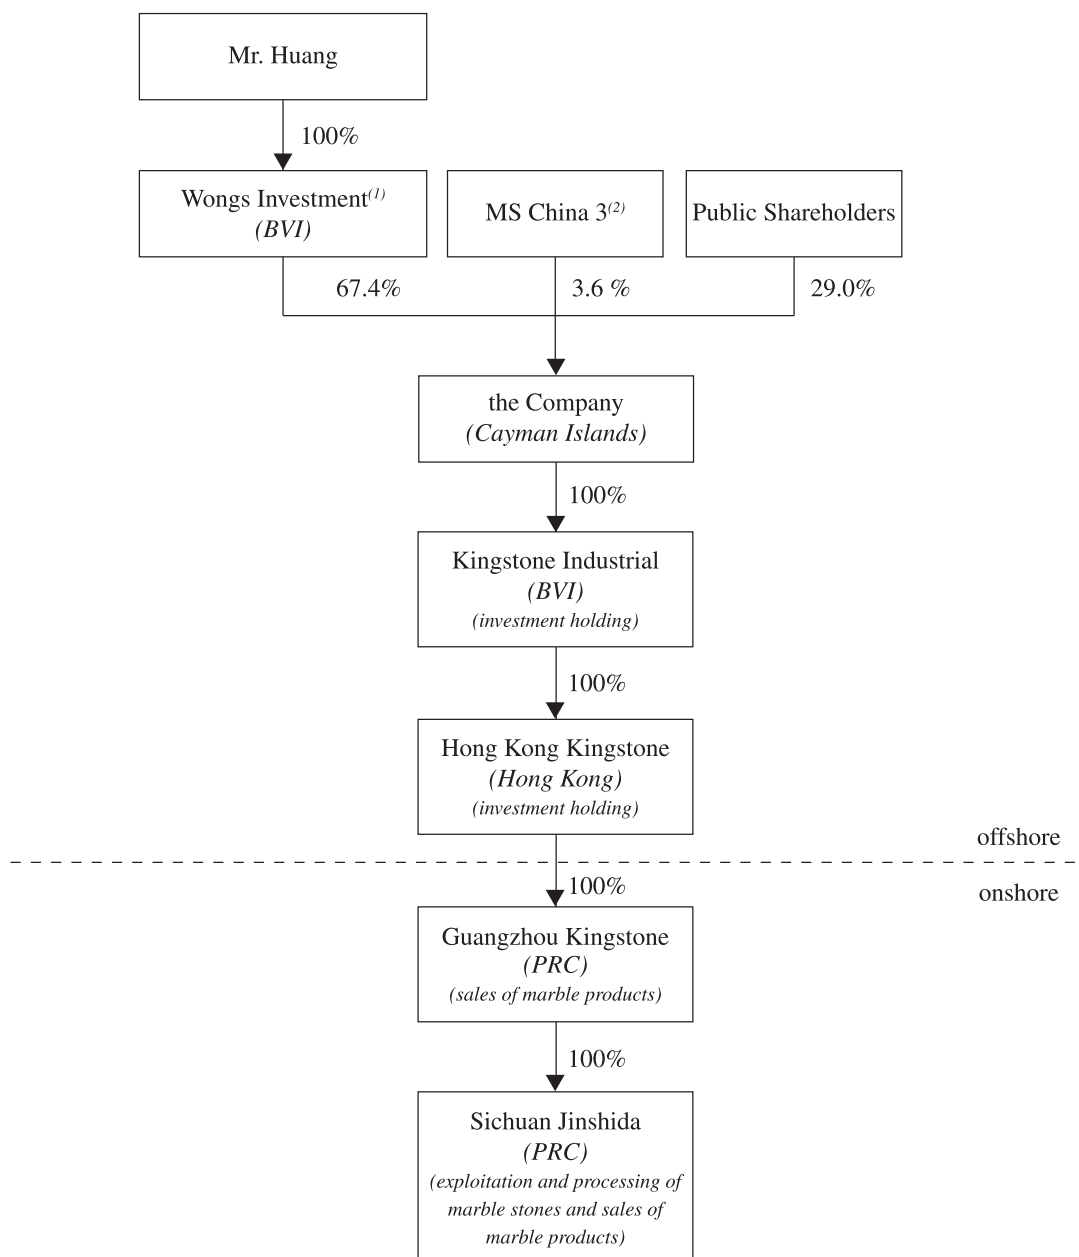 Mr. Huang
100%
Wongs Investment(1)
(BVI)
MS China 3(2)
Public Shareholders
67.4%
3.6 %
29.0%
the Company
(Cayman Islands)
100%
Kingstone Industrial
(BVI)
(investment holding)
100%
Hong Kong Kingstone
(Hong Kong)
(investment holding)
offshore
100%
onshore
Guangzhou Kingstone
(PRC)
(sales of marble products)
100%
Sichuan Jinshida
(PRC)
(exploitation and processing of
marble stones and sales of
marble products)